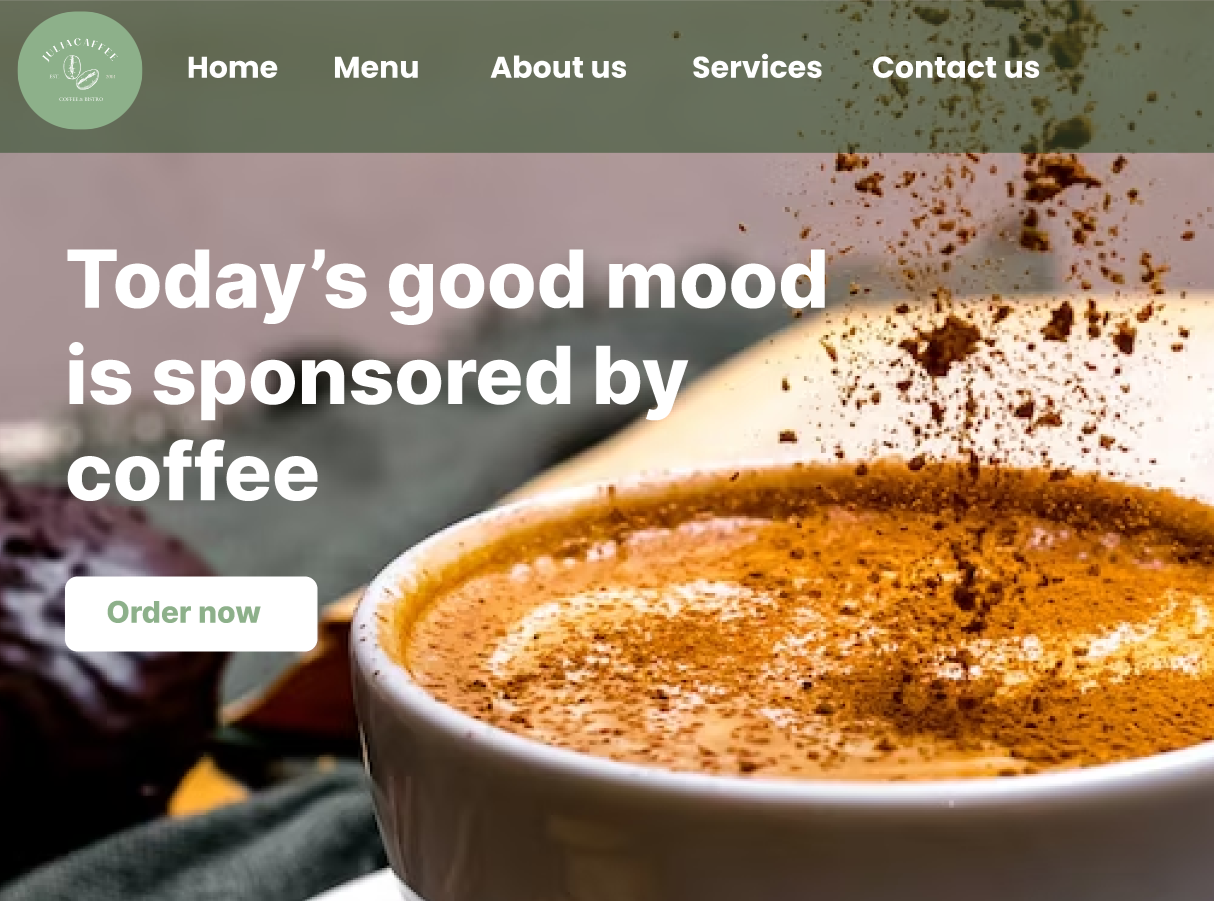 JULIACAFFEE
EST
COFFEE & BISTRO
Home Menu About us Services Contact us
Today’s good mood
is sponsored by
coffee
Order now